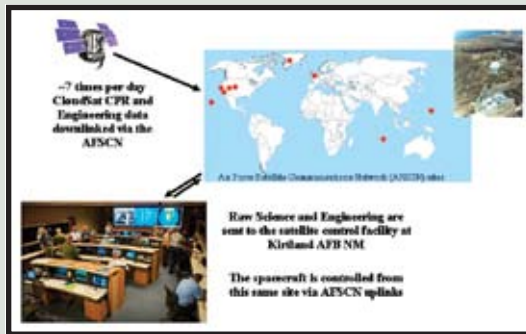 ~7 times per day
CloudSat CPR and
Engineering data
downlinked via the
AFSCN
Air Force Satellite Communications Network (AFSCN) sites
Raw Science and Engineering are
sent to the satellite control facility at
Kirtland AFB NM
The spacecraft is controlled from
this same site via AFSCN uplinks